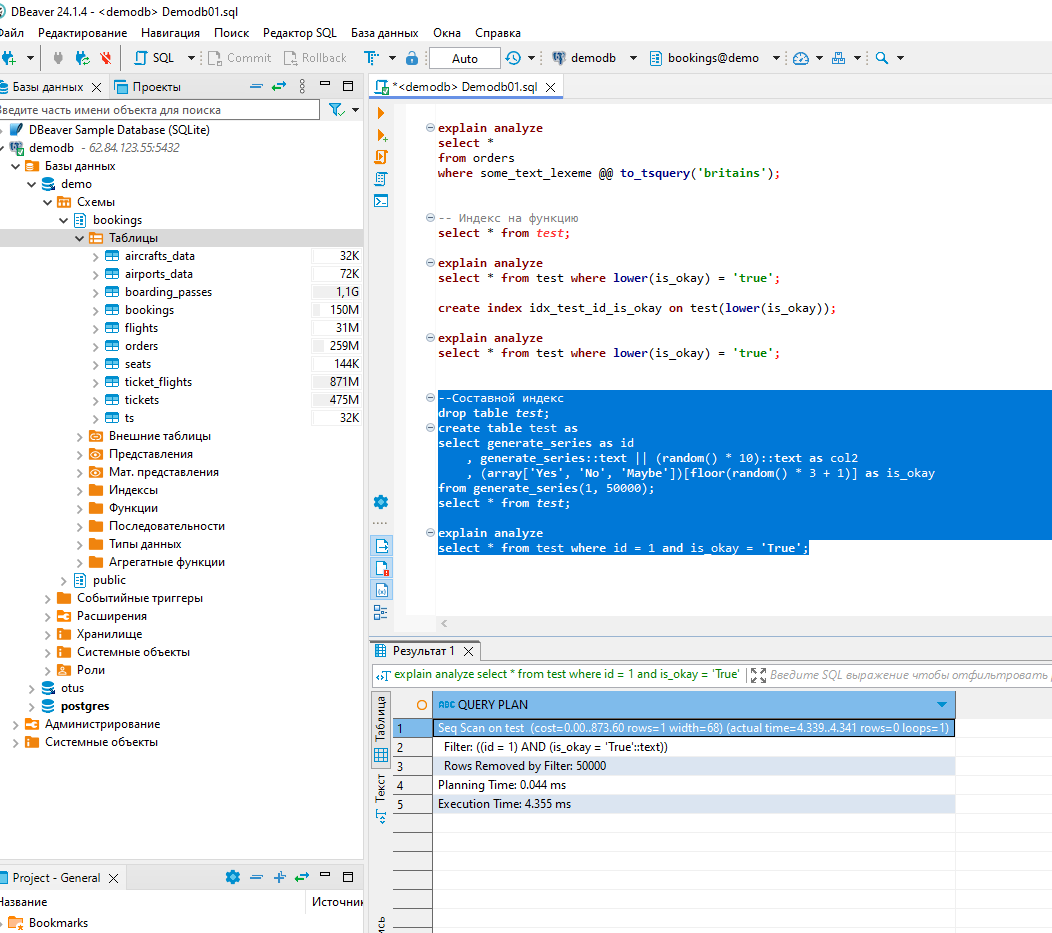 DBeaver 24.1.4 - <demodb> Demodb01.sql
Файл Редактирование Навигация Поиск Редактор SQL База данных Окна Справка
SQL Commit Rollback Auto demodb bookings@demo
Базы данных Проекты
Введите часть имени объекта для поиска
DBeaver Sample Database (SQLite)
demodb - 62.84.123.55:5432
Базы данных
demo
Схемы
bookings
Таблицы
aircrafts_data 32K
airports_data 72K
boarding_passes 1,1G
bookings 150M
flights 31M
orders 259M
seats 144K
ticket_flights 871M
tickets 475M
ts 32K
Внешние таблицы
Представления
Мат. представления
Индексы
Функции
Последовательности
Типы данных
Агрегатные функции
public
Событийные триггеры
Расширения
Хранилище
Системные объекты
Роли
otus
postgres
Администрирование
Системные объекты
Project - General
Название Источник
Bookmarks
*<demodb> Demodb01.sql
explain analyze
select *
from orders
where some_text_lexeme @@ to_tsquery('britains');
-- Индекс на функцию
select * from test;
explain analyze
select * from test where lower(is_okay) = 'true';
create index idx_test_id_is_okay on test(lower(is_okay));
explain analyze
select * from test where lower(is_okay) = 'true';
--Составной индекс
drop table test;
create table test as
select generate_series as id
, generate_series::text || (random() * 10)::text as col2
, (array['Yes', 'No', 'Maybe'])[floor(random() * 3 + 1)] as is_okay
from generate_series(1, 50000);
select * from test;
explain analyze
select * from test where id = 1 and is_okay = 'True';
Результат 1
explain analyze select * from test where id = 1 and is_okay = 'True' Введите SQL выражение чтобы отфильтровать
Таблица
Текст
ABC QUERY PLAN
1 Seq Scan on test (cost=0.00..873.60 rows=1 width=68) (actual time=4.339..4.341 rows=0 loops=1)
2 Filter: ((id = 1) AND (is_okay = 'True'::text))
3 Rows Removed by Filter: 50000
4 Planning Time: 0.044 ms
5 Execution Time: 4.355 ms